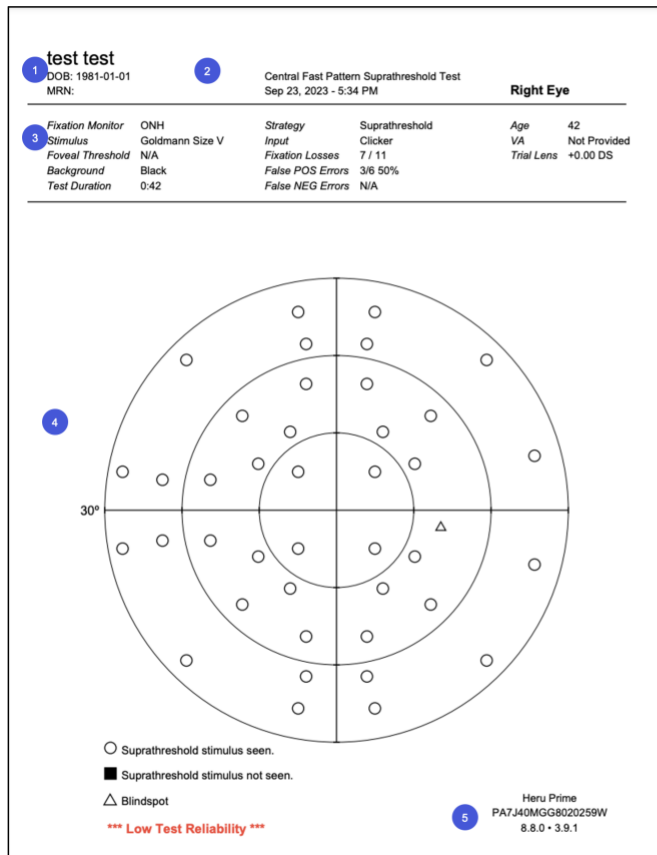 test test
1
DOB: 1981-01-01
MRN:
2
Central Fast Pattern Suprathreshold Test
Sep 23, 2023 - 5:34 PM
Right Eye
3
Fixation Monitor ONH
Stimulus Goldmann Size V
Foveal Threshold N/A
Background Black
Test Duration 0:42
Strategy Suprathreshold
Input Clicker
Fixation Losses 7 / 11
False POS Errors 3/6 50%
False NEG Errors N/A
Age 42
VA Not Provided
Trial Lens +0.00 DS
4
30º
Suprathreshold stimulus seen.
Suprathreshold stimulus not seen.
Blindspot
*** Low Test Reliability ***
5
Heru Prime
PA7J40MGG8020259W
8.8.0 • 3.9.1